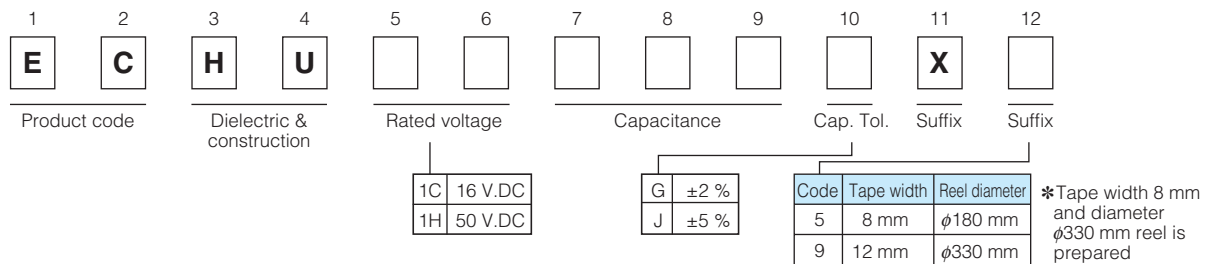 1 2 3 4 5 6 7 8 9 10 11 12
E C H U X
Product code Dielectric & construction Rated voltage Capacitance Cap. Tol. Suffix Suffix
1C 16 V.DC
1H 50 V.DC
G ±2 %
J ±5 %
Code Tape width Reel diameter
5 8 mm ϕ180 mm
9 12 mm ϕ330 mm
✽Tape width 8 mm
and diameter
ϕ330 mm reel is
prepared